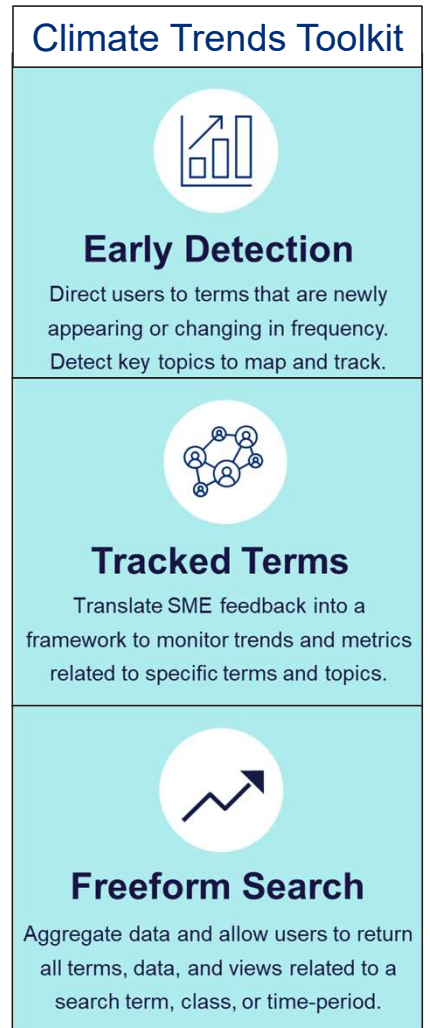 Climate Trends Toolkit
Early Detection
Direct users to terms that are newly
appearing or changing in frequency.
Detect key topics to map and track.
Tracked Terms
Translate SME feedback into a
framework to monitor trends and metrics
related to specific terms and topics.
Freeform Search
Aggregate data and allow users to return
all terms, data, and views related to a
search term, class, or time-period.